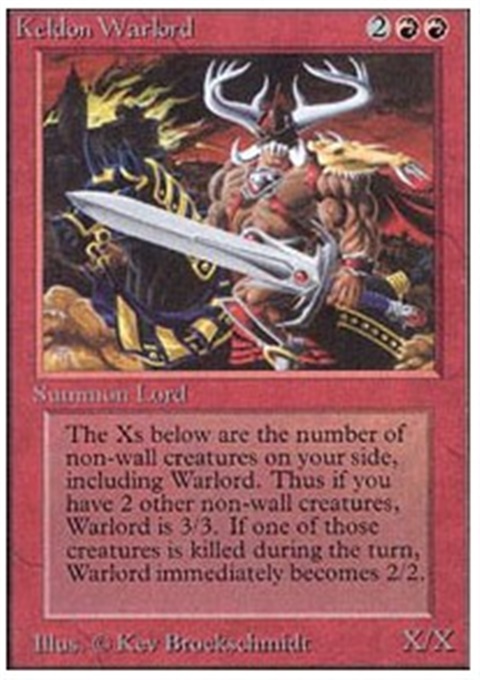 Keldon Warlord 2
Summon Lord
The Xs below are the number of
non-wall creatures on your side,
including Warlord. Thus if you
have 2 other non-wall creatures,
Warlord is 3/3. If one of those
creatures is killed during the turn,
Warlord immediately becomes 2/2.
Illus. © Kev Brockschmidt X/X